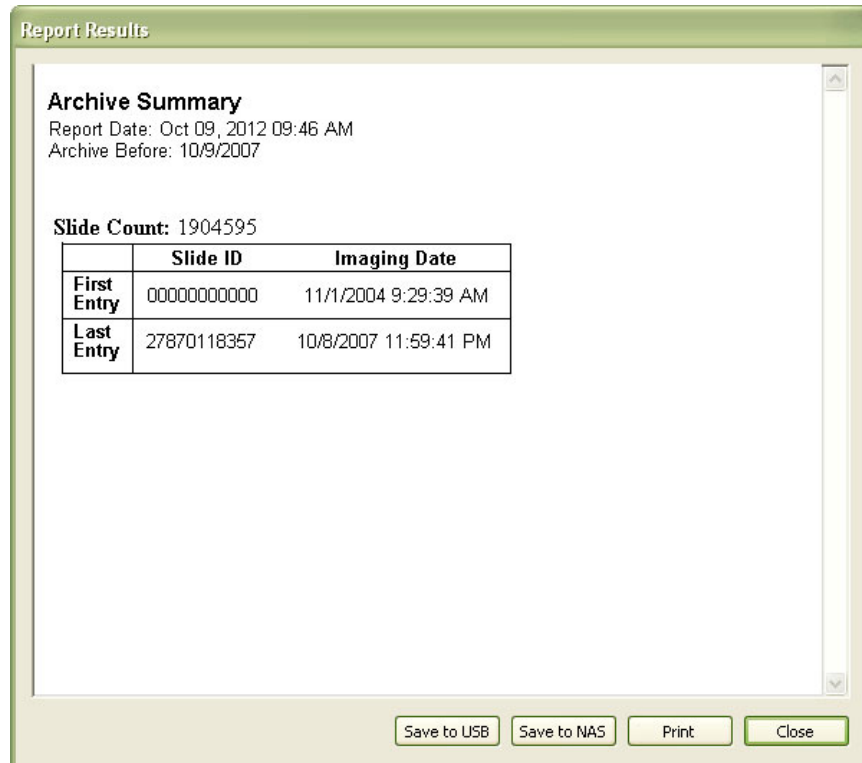 Report Results
Archive Summary
Report Date: Oct 09, 2012 09:46 AM
Archive Before: 10/9/2007
Slide Count: 1904595
Slide ID Imaging Date
First Entry 00000000000 11/1/2004 9:29:39 AM
Last Entry 27870118357 10/8/2007 11:59:41 PM
Save to USB Save to NAS Print Close